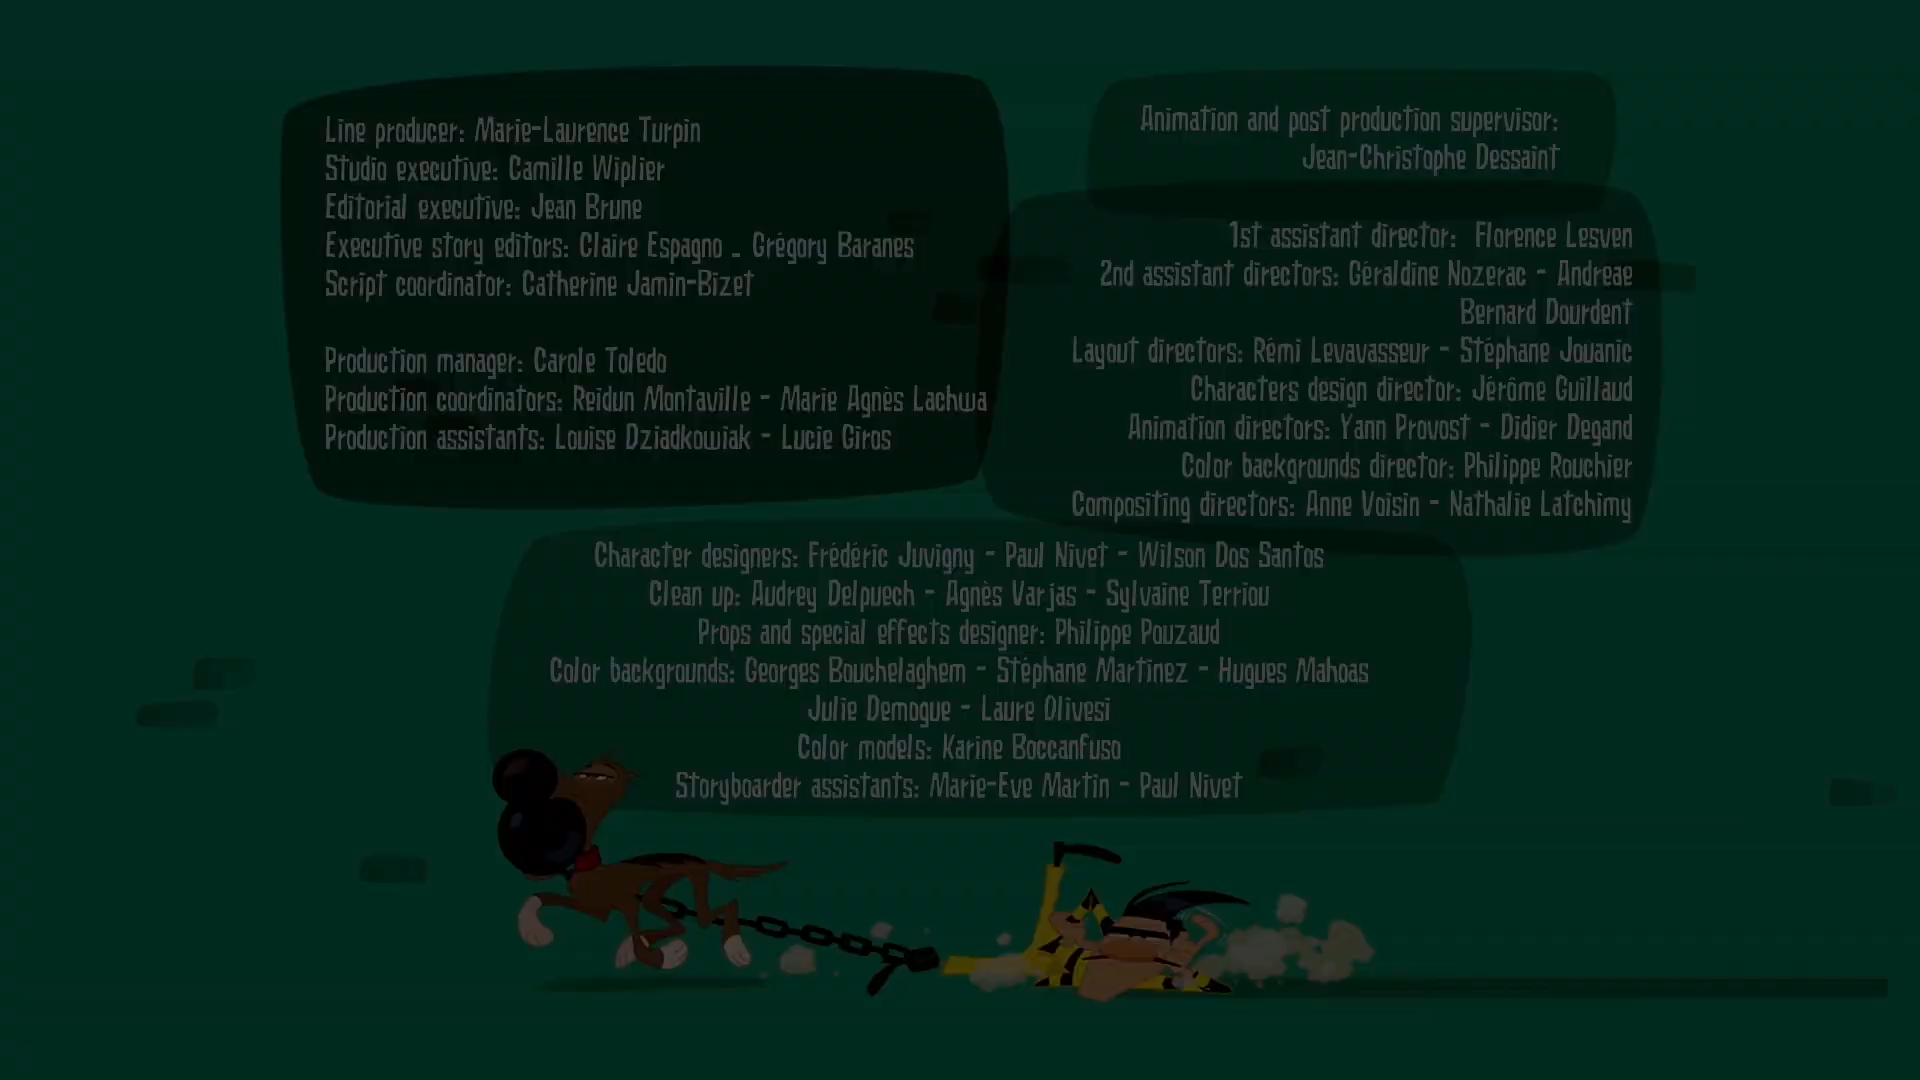 Line producer: Marie-Laurence Turpin
Studio executive: Camille Wiplier
Editorial executive: Jean Brune
Executive story editors: Claire Espagno _ Grégory Baranes
Script coordinator: Catherine Jamin-Bizet
Production manager: Carole Toledo
Production coordinators: Reidun Montaville - Marie Agnès Lachwa
Production assistants: Louise Dziadkowiak - Lucie Giros
Animation and post production supervisor:
Jean-Christophe Dessaint
1st assistant director: Florence Lesven
2nd assistant directors: Géraldine Nozerac - Andreae
Bernard Dourdent
Layout directors: Rémi Levavasseur - Stéphane Jouanic
Characters design director: Jérôme Guillaud
Animation directors: Yann Provost - Didier Degand
Color backgrounds director: Philippe Rouchier
Compositing directors: Anne Voisin - Nathalie Latchimy
Character designers: Frédéric Juvigny - Paul Nivet - Wilson Dos Santos
Clean up: Audrey Delpuech - Agnès Varjas - Sylvaine Terriou
Props and special effects designer: Philippe Pouzaud
Color backgrounds: Georges Bouchelaghem - Stéphane Martinez - Hugues Mahoas
Julie Demogue - Laure Olivesi
Color models: Karine Boccanfuso
Storyboarder assistants: Marie-Eve Martin - Paul Nivet